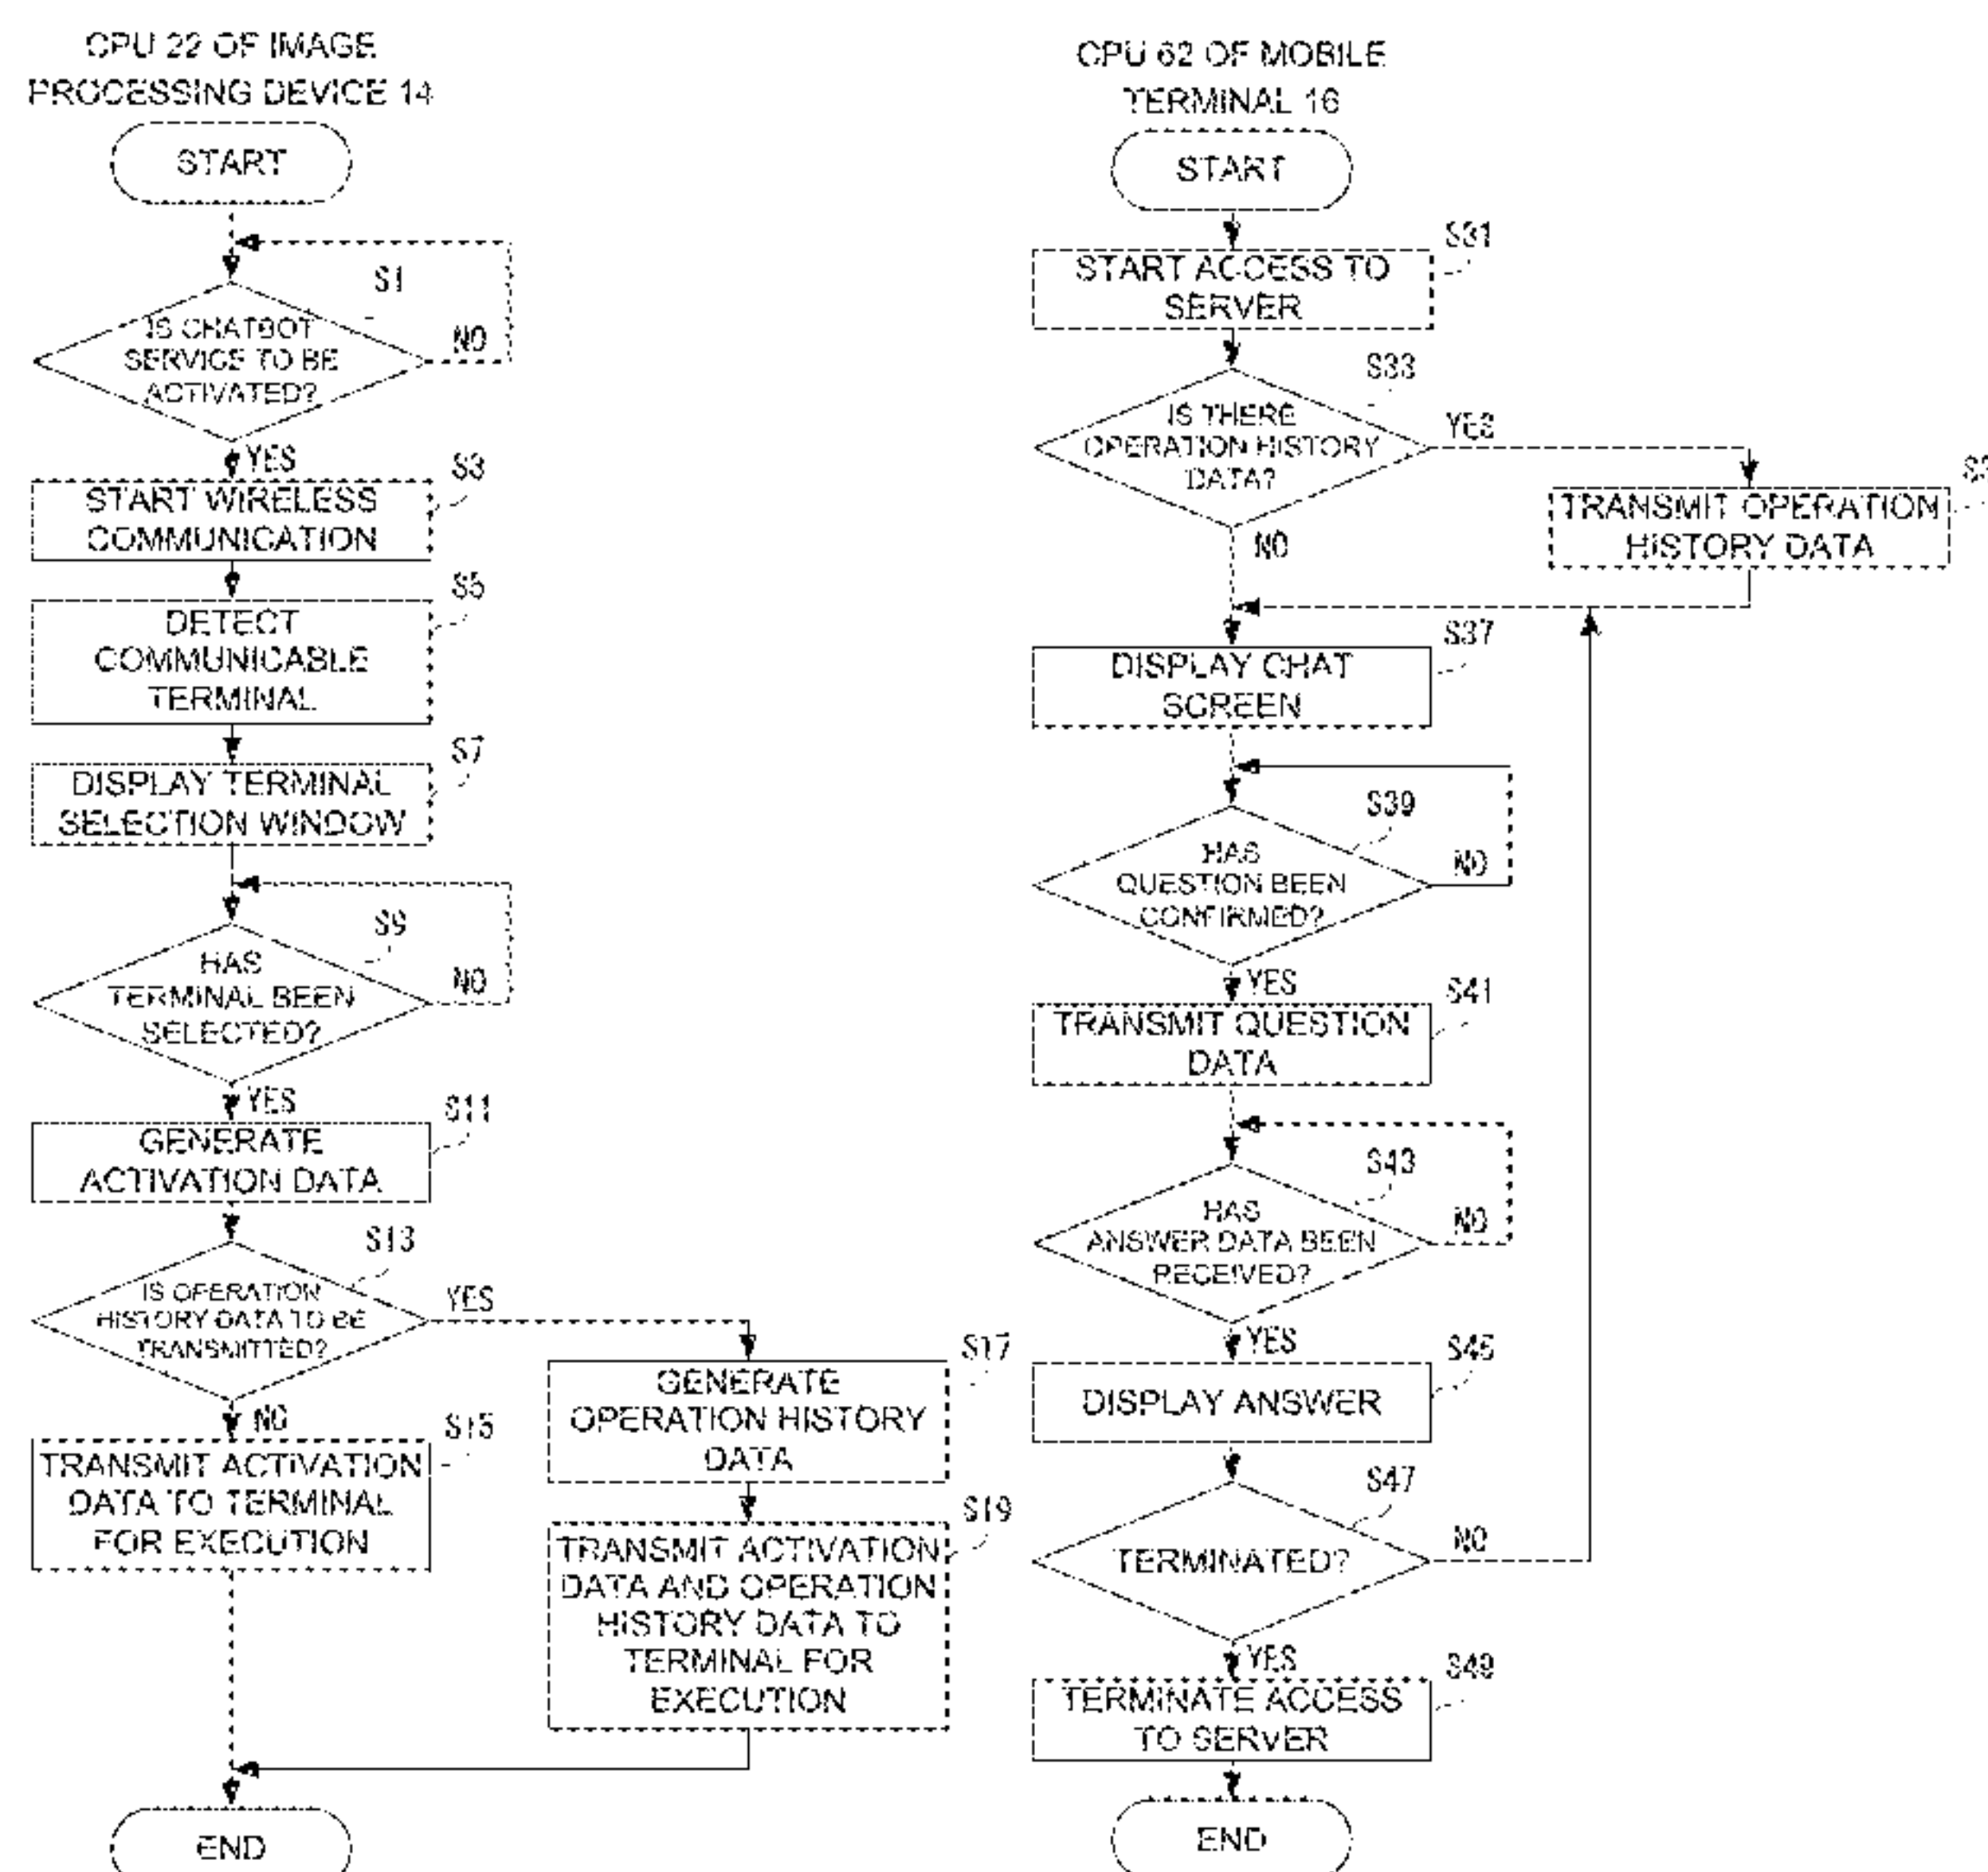 CPU 22 OF IMAGE
PROCESSING DEVICE 14
START
S1
IS CHATBOT
SERVICE TO BE
ACTIVATED?
NO
YES
S3
START WIRELESS
COMMUNICATION
S5
DETECT
COMMUNICABLE
TERMINAL
S7
DISPLAY TERMINAL
SELECTION WINDOW
S9
HAS
TERMINAL BEEN
SELECTED?
NO
YES
S11
GENERATE
ACTIVATION DATA
S13
IS OPERATION
HISTORY DATA TO BE
TRANSMITTED?
YES
NO
S15
TRANSMIT ACTIVATION
DATA TO TERMINAL
FOR EXECUTION
S17
GENERATE
OPERATION HISTORY
DATA
S19
TRANSMIT ACTIVATION
DATA AND OPERATION
HISTORY DATA TO
TERMINAL FOR
EXECUTION
END
CPU 62 OF MOBILE
TERMINAL 16
START
S31
START ACCESS TO
SERVER
S33
IS THERE
OPERATION HISTORY
DATA?
YES
NO
TRANSMIT OPERATION
HISTORY DATA
S37
DISPLAY CHAT
SCREEN
S39
HAS
QUESTION BEEN
CONFIRMED?
NO
YES
S41
TRANSMIT QUESTION
DATA
S43
HAS
ANSWER DATA BEEN
RECEIVED?
NO
YES
S45
DISPLAY ANSWER
S47
TERMINATED?
NO
YES
S49
TERMINATE ACCESS
TO SERVER
END